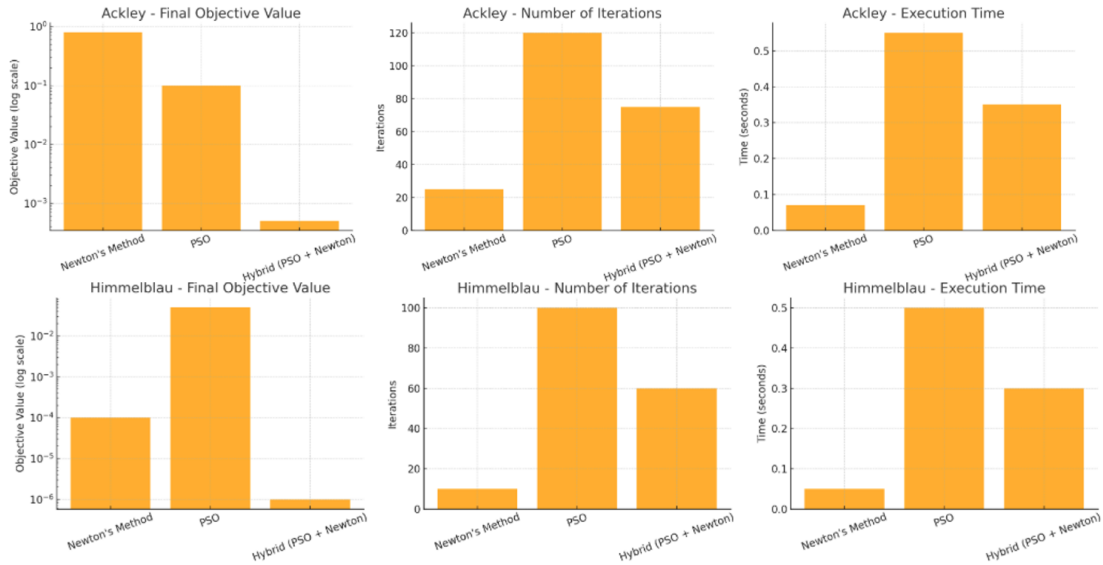 Ackley - Final Objective Value
Objective Value (log scale)
10⁰
10⁻¹
10⁻²
10⁻³
Newton's Method
PSO
Hybrid (PSO + Newton)
Ackley - Number of Iterations
Iterations
120
100
80
60
40
20
0
Newton's Method
PSO
Hybrid (PSO + Newton)
Ackley - Execution Time
Time (seconds)
0.5
0.4
0.3
0.2
0.1
0.0
Newton's Method
PSO
Hybrid (PSO + Newton)
Himmelblau - Final Objective Value
Objective Value (log scale)
10⁻²
10⁻³
10⁻⁴
10⁻⁵
10⁻⁶
Newton's Method
PSO
Hybrid (PSO + Newton)
Himmelblau - Number of Iterations
Iterations
100
80
60
40
20
0
Newton's Method
PSO
Hybrid (PSO + Newton)
Himmelblau - Execution Time
Time (seconds)
0.5
0.4
0.3
0.2
0.1
0.0
Newton's Method
PSO
Hybrid (PSO + Newton)